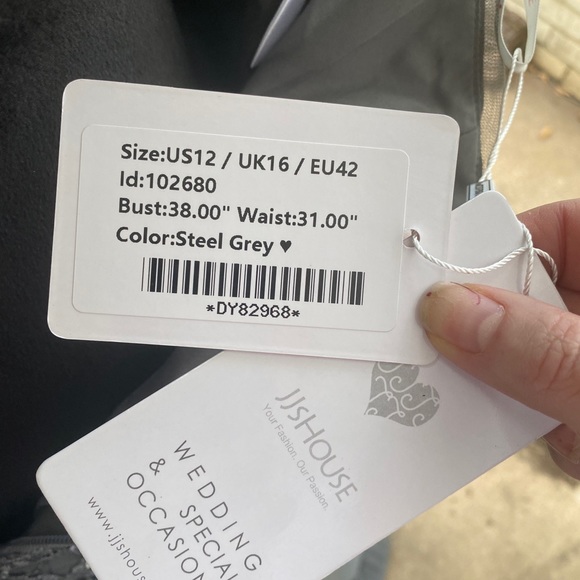 Size:US12 / UK16 / EU42
Id:102680
Bust:38.00" Waist:31.00"
Color:Steel Grey ♥
*DY82968*
JJSHOUSE
Your Fashion. Our Passion.
WEDDING
& SPECIAL
OCCASION
www.jjshous